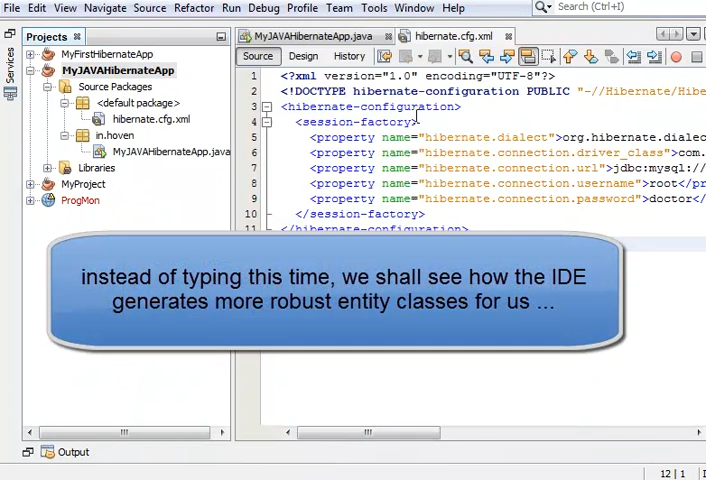 File Edit View Navigate Source Refactor Run Debug Profile Team Tools Window Help Search (Ctrl+I)
Projects
MyFirstHibernateApp
MyJAVAHibernateApp
Source Packages
<default package>
hibernate.cfg.xml
in.hoven
MyJAVAHibernateApp.java
Libraries
MyProject
ProgMon
Services
MyJAVAHibernateApp.java hibernate.cfg.xml
Source Design History
1 <?xml version="1.0" encoding="UTF-8"?>
2 <!DOCTYPE hibernate-configuration PUBLIC "-//Hibernate/Hibe
3 <hibernate-configuration>
4 <session-factory>
5 <property name="hibernate.dialect">org.hibernate.dialec
6 <property name="hibernate.connection.driver_class">com.
7 <property name="hibernate.connection.url">jdbc:mysql://
8 <property name="hibernate.connection.username">root</pr
9 <property name="hibernate.connection.password">doctor</
10 </session-factory>
11 </hibernate-configuration>
instead of typing this time, we shall see how the IDE
generates more robust entity classes for us ...
Output
12 | 1